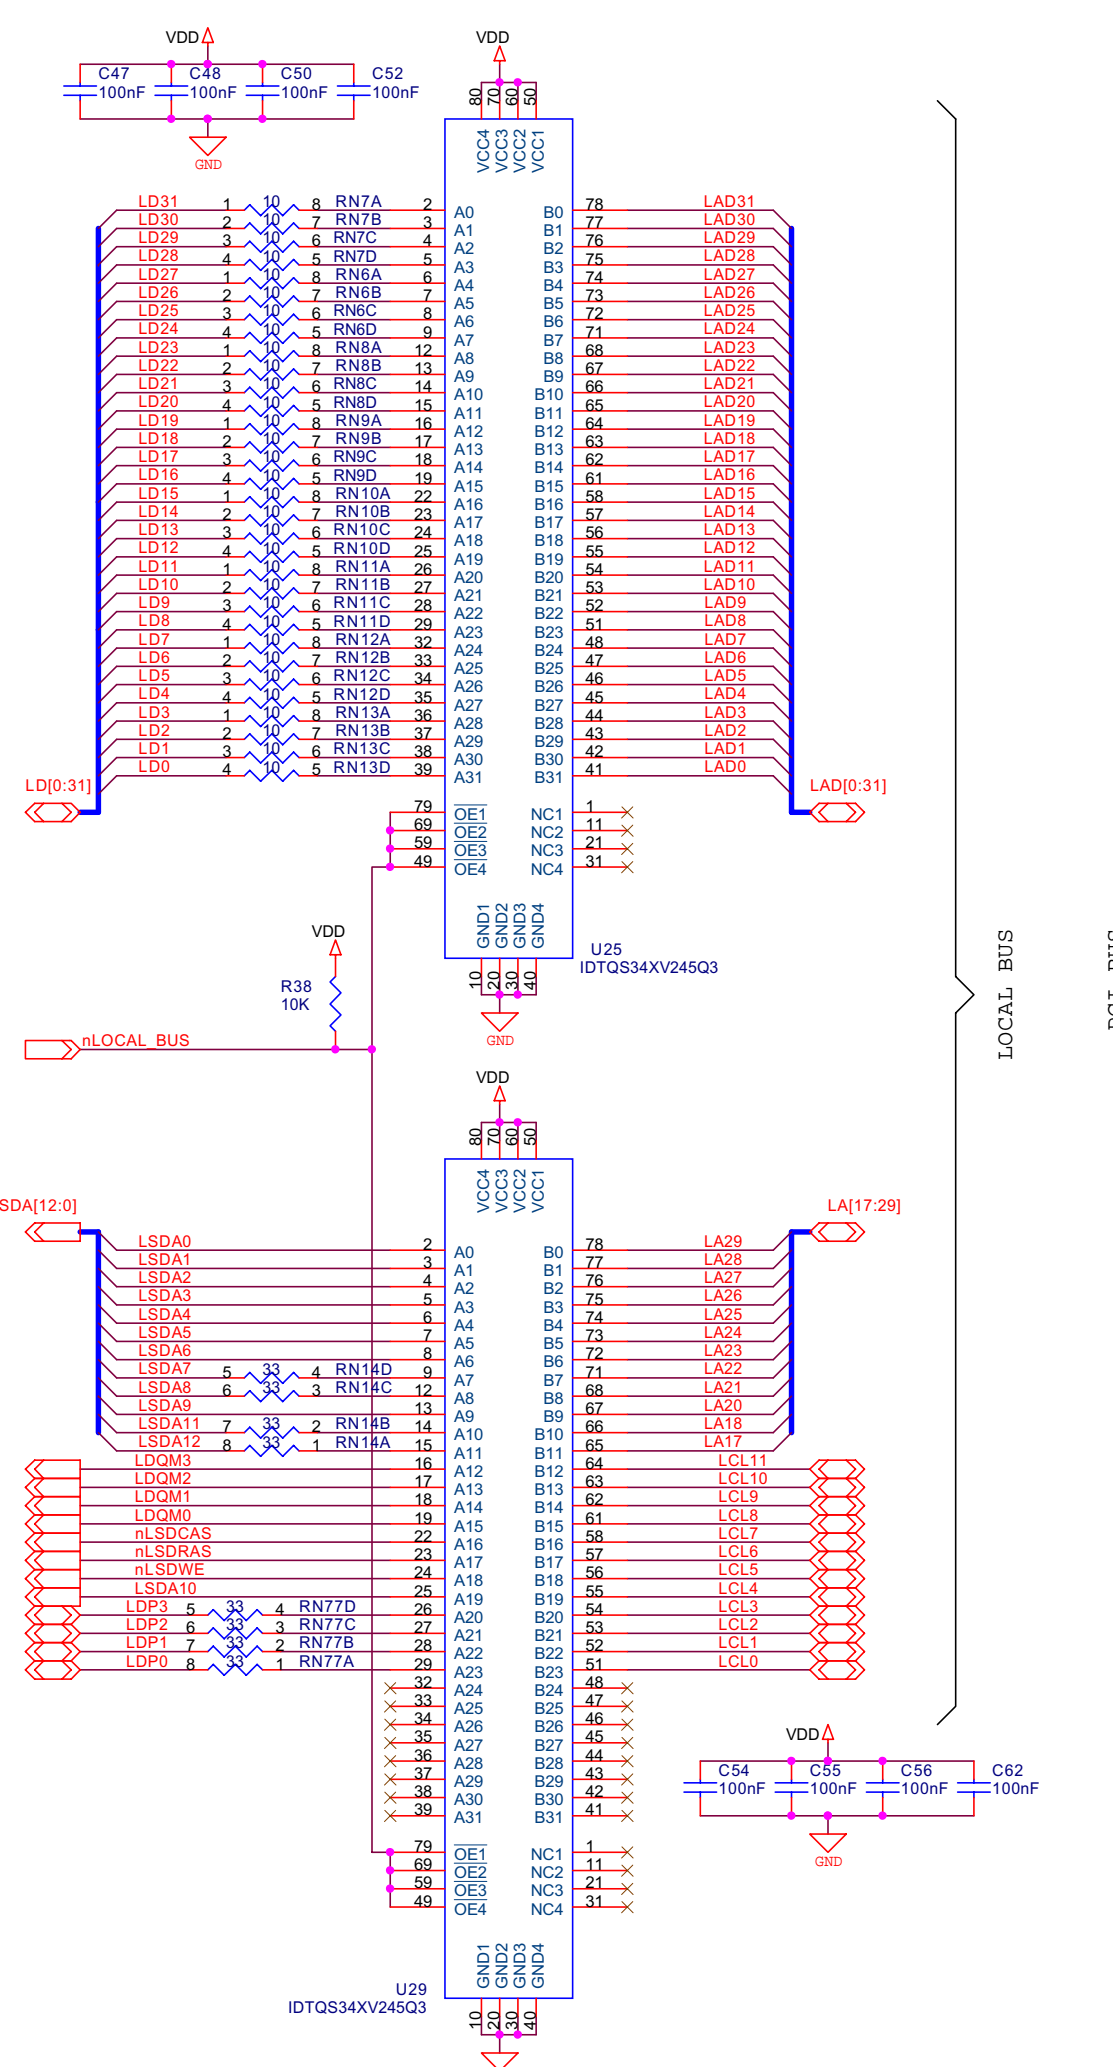 VDD
C47 C48 C50 C52
100nF 100nF 100nF 100nF
GND
VDD
80 70 60 50
VCC4 VCC3 VCC2 VCC1
LD31 1 10 8 RN7A 2 A0 B0 78 LAD31
LD30 2 10 7 RN7B 3 A1 B1 77 LAD30
LD29 3 10 6 RN7C 4 A2 B2 76 LAD29
LD28 4 10 5 RN7D 5 A3 B3 75 LAD28
LD27 1 10 8 RN6A 6 A4 B4 74 LAD27
LD26 2 10 7 RN6B 7 A5 B5 73 LAD26
LD25 3 10 6 RN6C 8 A6 B6 72 LAD25
LD24 4 10 5 RN6D 9 A7 B7 71 LAD24
LD23 1 10 8 RN8A 12 A8 B8 68 LAD23
LD22 2 10 7 RN8B 13 A9 B9 67 LAD22
LD21 3 10 6 RN8C 14 A10 B10 66 LAD21
LD20 4 10 5 RN8D 15 A11 B11 65 LAD20
LD19 1 10 8 RN9A 16 A12 B12 64 LAD19
LD18 2 10 7 RN9B 17 A13 B13 63 LAD18
LD17 3 10 6 RN9C 18 A14 B14 62 LAD17
LD16 4 10 5 RN9D 19 A15 B15 61 LAD16
LD15 1 10 8 RN10A 22 A16 B16 58 LAD15
LD14 2 10 7 RN10B 23 A17 B17 57 LAD14
LD13 3 10 6 RN10C 24 A18 B18 56 LAD13
LD12 4 10 5 RN10D 25 A19 B19 55 LAD12
LD11 1 10 8 RN11A 26 A20 B20 54 LAD11
LD10 2 10 7 RN11B 27 A21 B21 53 LAD10
LD9 3 10 6 RN11C 28 A22 B22 52 LAD9
LD8 4 10 5 RN11D 29 A23 B23 51 LAD8
LD7 1 10 8 RN12A 32 A24 B24 48 LAD7
LD6 2 10 7 RN12B 33 A25 B25 47 LAD6
LD5 3 10 6 RN12C 34 A26 B26 46 LAD5
LD4 4 10 5 RN12D 35 A27 B27 45 LAD4
LD3 1 10 8 RN13A 36 A28 B28 44 LAD3
LD2 2 10 7 RN13B 37 A29 B29 43 LAD2
LD1 3 10 6 RN13C 38 A30 B30 42 LAD1
LD0 4 10 5 RN13D 39 A31 B31 41 LAD0
LD[0:31] LAD[0:31]
79 OE1 NC1 1
69 OE2 NC2 11
59 OE3 NC3 21
49 OE4 NC4 31
GND1 GND2 GND3 GND4
10 20 30 40
U25
IDTQS34XV245Q3
GND
VDD
R38
10K
nLOCAL_BUS
LOCAL BUS
VDD
80 70 60 50
VCC4 VCC3 VCC2 VCC1
SDA[12:0] LA[17:29]
LSDA0 2 A0 B0 78 LA29
LSDA1 3 A1 B1 77 LA28
LSDA2 4 A2 B2 76 LA27
LSDA3 5 A3 B3 75 LA26
LSDA4 6 A4 B4 74 LA25
LSDA5 7 A5 B5 73 LA24
LSDA6 8 A6 B6 72 LA23
LSDA7 5 33 4 RN14D 9 A7 B7 71 LA22
LSDA8 6 33 3 RN14C 12 A8 B8 68 LA21
LSDA9 13 A9 B9 67 LA20
LSDA11 7 33 2 RN14B 14 A10 B10 66 LA18
LSDA12 8 33 1 RN14A 15 A11 B11 65 LA17
LDQM3 16 A12 B12 64 LCL11
LDQM2 17 A13 B13 63 LCL10
LDQM1 18 A14 B14 62 LCL9
LDQM0 19 A15 B15 61 LCL8
nLSDCAS 22 A16 B16 58 LCL7
nLSDRAS 23 A17 B17 57 LCL6
nLSDWE 24 A18 B18 56 LCL5
LSDA10 25 A19 B19 55 LCL4
LDP3 5 33 4 RN77D 26 A20 B20 54 LCL3
LDP2 6 33 3 RN77C 27 A21 B21 53 LCL2
LDP1 7 33 2 RN77B 28 A22 B22 52 LCL1
LDP0 8 33 1 RN77A 29 A23 B23 51 LCL0
32 A24 B24 48
33 A25 B25 47
34 A26 B26 46
35 A27 B27 45
36 A28 B28 44
37 A29 B29 43
38 A30 B30 42
39 A31 B31 41
VDD
C54 C55 C56 C62
100nF 100nF 100nF 100nF
GND
79 OE1 NC1 1
69 OE2 NC2 11
59 OE3 NC3 21
49 OE4 NC4 31
GND1 GND2 GND3 GND4
10 20 30 40
U29
IDTQS34XV245Q3